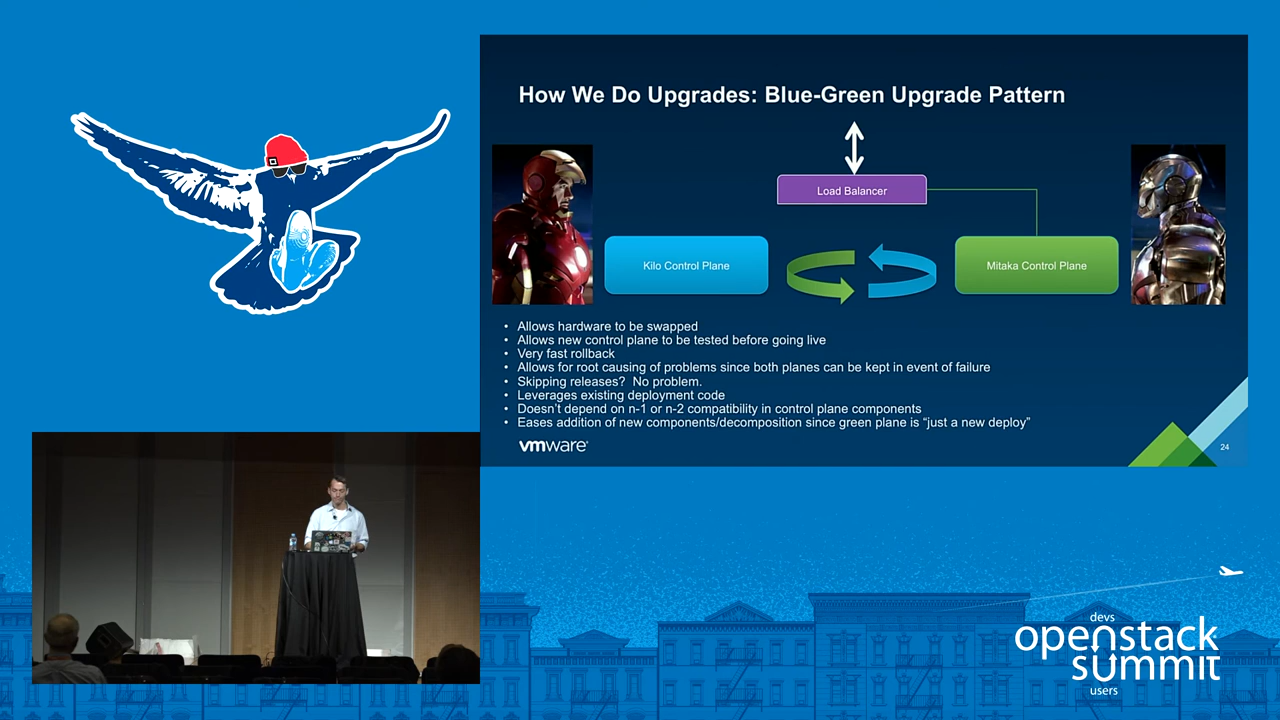 How We Do Upgrades: Blue-Green Upgrade Pattern
Load Balancer
Kilo Control Plane
Mitaka Control Plane
• Allows hardware to be swapped
• Allows new control plane to be tested before going live
• Very fast rollback
• Allows for root causing of problems since both planes can be kept in event of failure
• Skipping releases? No problem.
• Leverages existing deployment code
• Doesn't depend on n-1 or n-2 compatibility in control plane components
• Eases addition of new components/decomposition since green plane is “just a new deploy”
vmware
24
devs
openstack
summit
users